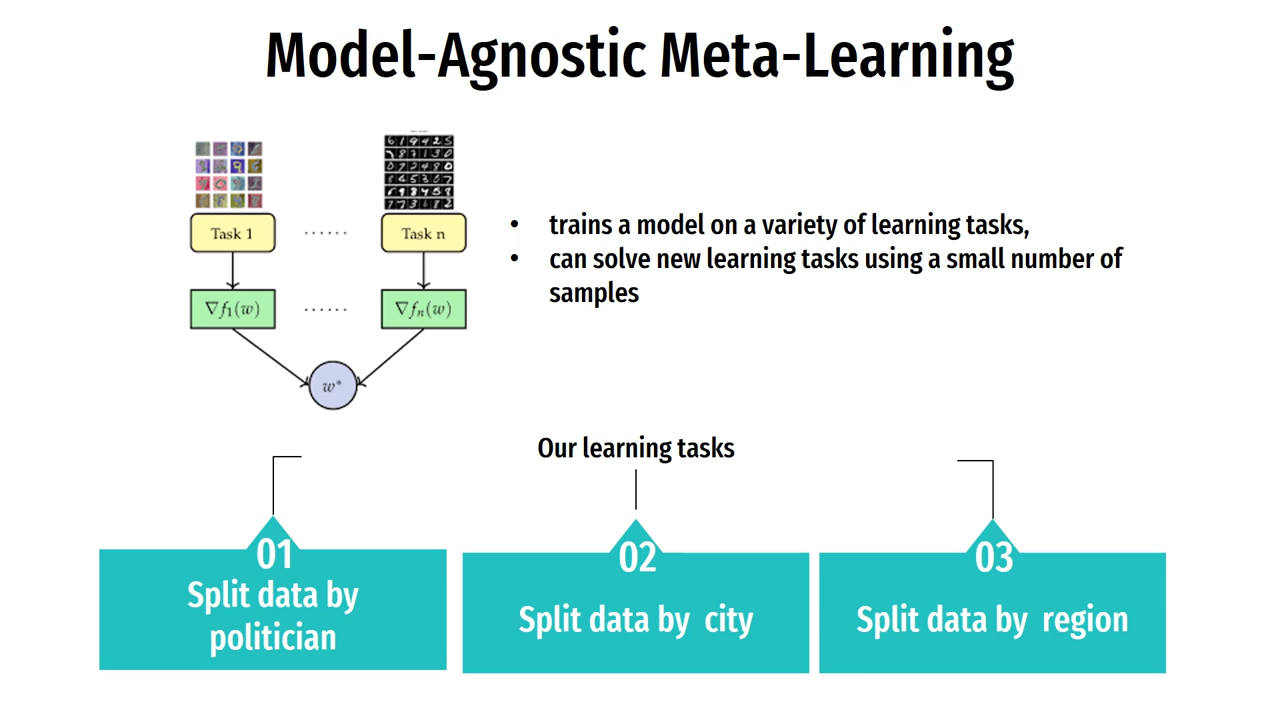 Model-Agnostic Meta-Learning
Task 1
......
Task n
∇f₁(w)
......
∇fₙ(w)
w*
• trains a model on a variety of learning tasks,
• can solve new learning tasks using a small number of
samples
Our learning tasks
01
Split data by
politician
02
Split data by city
03
Split data by region